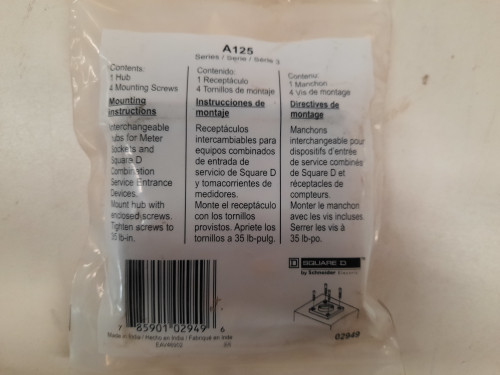 A125
Series / Serie / Série 3
Contents:
1 Hub
4 Mounting Screws
Mounting
Instructions
Interchangeable
hubs for Meter
Sockets and
Square D
Combination
Service Entrance
Devices.
Mount hub with
enclosed screws.
Tighten screws to
35 lb-in.
Contenido:
1 Receptáculo
4 Tornillos de montaje
Instrucciones de
montaje
Receptáculos
intercambiables para
equipos combinados
de entrada de
servicio de Square D
y tomacorrientes de
medidores.
Monte el receptáculo
con los tornillos
provistos. Apriete los
tornillos a 35 lb-pulg.
Contenu:
1 Manchon
4 Vis de montage
Directives de
montage
Manchons
interchangeable pour
dispositifs d'entrée
de service combinés
de Square D et
réceptacles de
compteurs.
Monter le manchon
avec les vis incluses.
Serrer les vis à
35 lb-po.
SQUARE D
by Schneider Electric
7 85901 02949 6
Made in India / Hecho en India / Fabriqué en Inde
02949